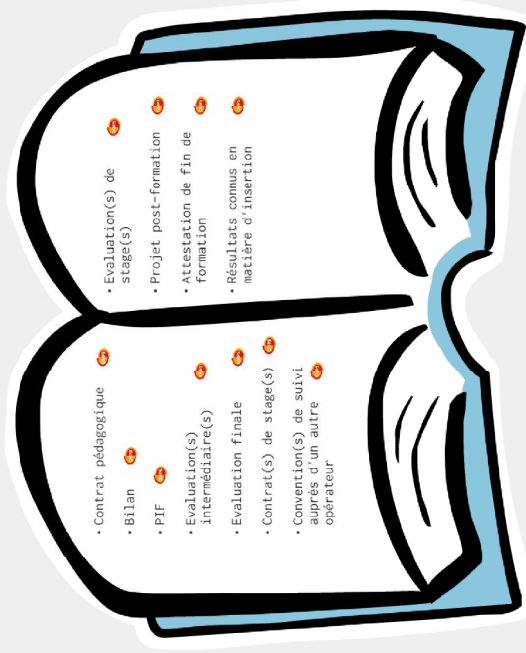 • Contrat pédagogique
• Bilan
• PIF
• Evaluation(s)
intermédiaire(s)
• Evaluation finale
• Contrat(s) de stage(s)
• Convention(s) de suivi
auprès d'un autre
opérateur
• Evaluation(s) de
stage(s)
• Projet post-formation
• Attestation de fin de
formation
• Résultats connus en
matière d'insertion